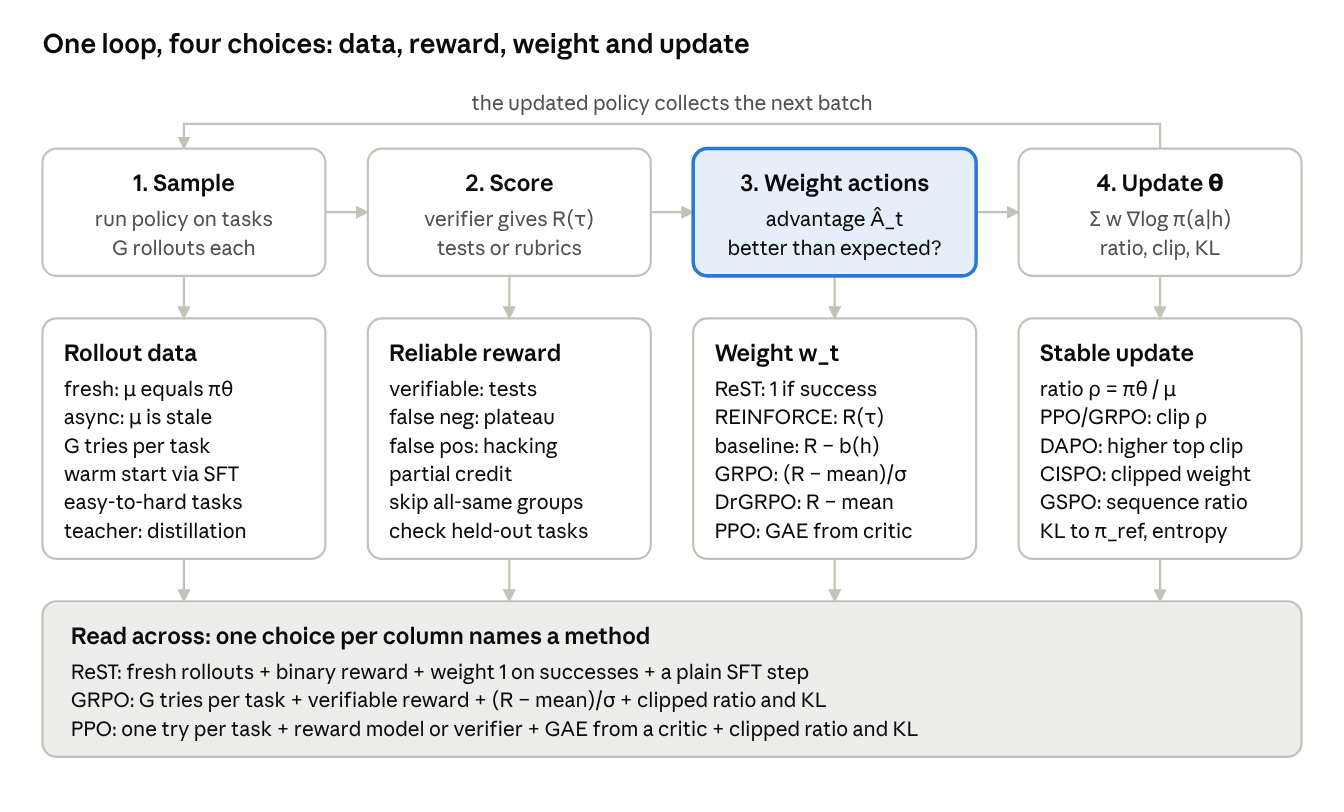 One loop, four choices: data, reward, weight and update
the updated policy collects the next batch
1. Sample
run policy on tasks
G rollouts each
2. Score
verifier gives R(τ)
tests or rubrics
3. Weight actions
advantage Â_t
better than expected?
4. Update θ
Σ w ∇log π(a|h)
ratio, clip, KL
Rollout data
fresh: μ equals πθ
async: μ is stale
G tries per task
warm start via SFT
easy-to-hard tasks
teacher: distillation
Reliable reward
verifiable: tests
false neg: plateau
false pos: hacking
partial credit
skip all-same groups
check held-out tasks
Weight w_t
ReST: 1 if success
REINFORCE: R(τ)
baseline: R − b(h)
GRPO: (R − mean)/σ
DrGRPO: R − mean
PPO: GAE from critic
Stable update
ratio ρ = πθ / μ
PPO/GRPO: clip ρ
DAPO: higher top clip
CISPO: clipped weight
GSPO: sequence ratio
KL to π_ref, entropy
Read across: one choice per column names a method
ReST: fresh rollouts + binary reward + weight 1 on successes + a plain SFT step
GRPO: G tries per task + verifiable reward + (R − mean)/σ + clipped ratio and KL
PPO: one try per task + reward model or verifier + GAE from a critic + clipped ratio and KL